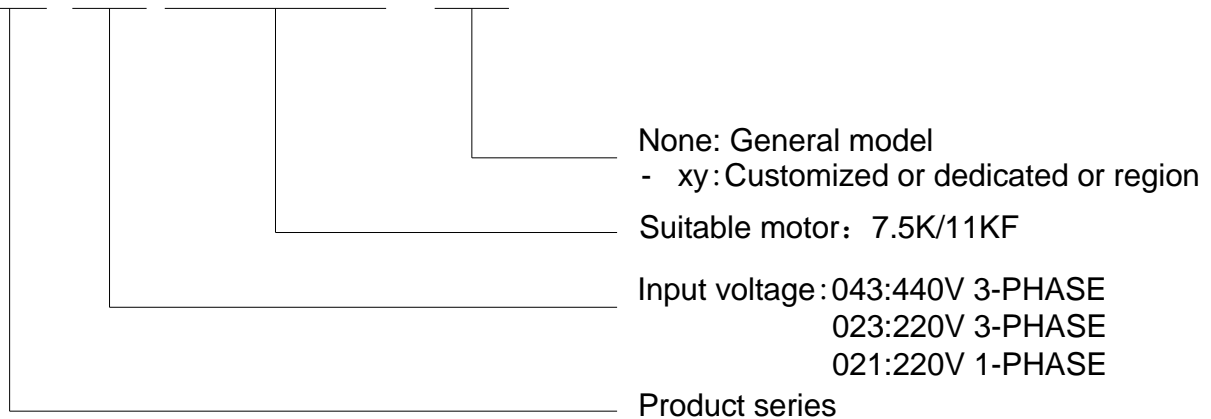 None: General model
- xy:Customized or dedicated or region
Suitable motor：7.5K/11KF
Input voltage:043:440V 3-PHASE
023:220V 3-PHASE
021:220V 1-PHASE
Product series